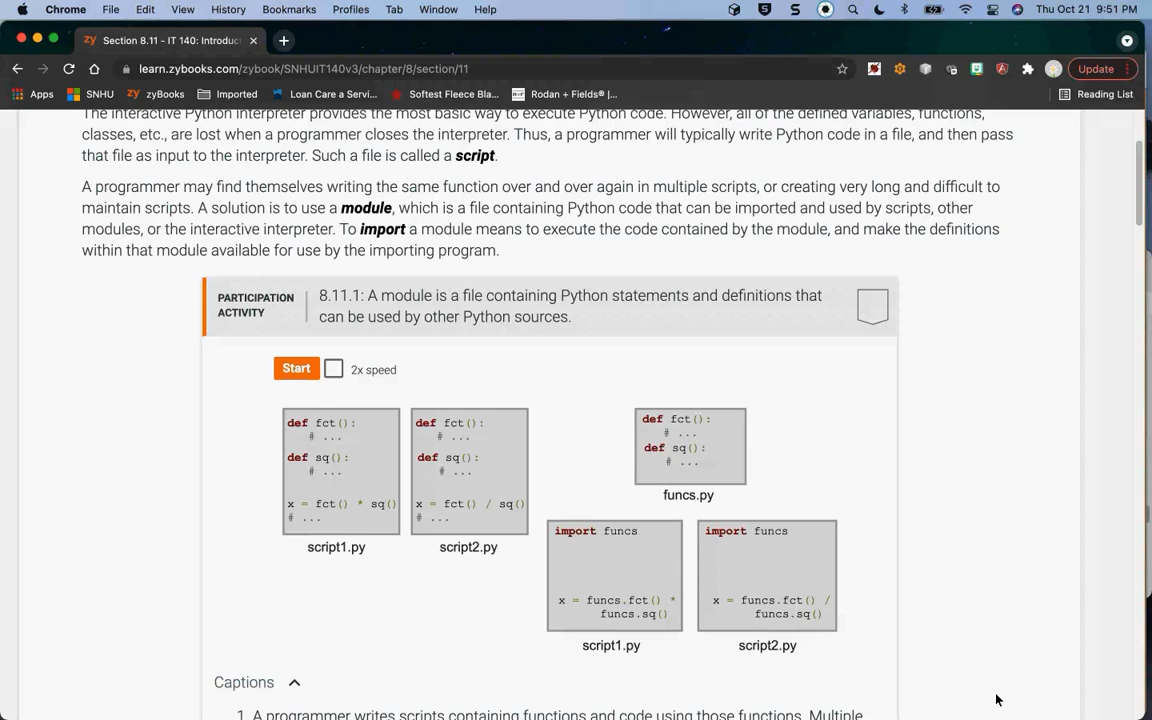 Chrome File Edit View History Bookmarks Profiles Tab Window Help Thu Oct 21 9:51 PM
zy Section 8.11 - IT 140: Introduc
learn.zybooks.com/zybook/SNHUIT140v3/chapter/8/section/11 Update
Apps SNHU zy zyBooks Imported Loan Care a Servi... Softest Fleece Bla... R+F Rodan + Fields® |... Reading List
The interactive Python interpreter provides the most basic way to execute Python code. However, all of the defined variables, functions,
classes, etc., are lost when a programmer closes the interpreter. Thus, a programmer will typically write Python code in a file, and then pass
that file as input to the interpreter. Such a file is called a script.
A programmer may find themselves writing the same function over and over again in multiple scripts, or creating very long and difficult to
maintain scripts. A solution is to use a module, which is a file containing Python code that can be imported and used by scripts, other
modules, or the interactive interpreter. To import a module means to execute the code contained by the module, and make the definitions
within that module available for use by the importing program.
PARTICIPATION
ACTIVITY
8.11.1: A module is a file containing Python statements and definitions that
can be used by other Python sources.
Start 2x speed
def fct():
# ...
def sq():
# ...
x = fct() * sq()
# ...
script1.py
def fct():
# ...
def sq():
# ...
x = fct() / sq()
# ...
script2.py
def fct():
# ...
def sq():
# ...
funcs.py
import funcs
x = funcs.fct() *
funcs.sq()
script1.py
import funcs
x = funcs.fct() /
funcs.sq()
script2.py
Captions
1. A programmer writes scripts containing functions and code using those functions. Multiple